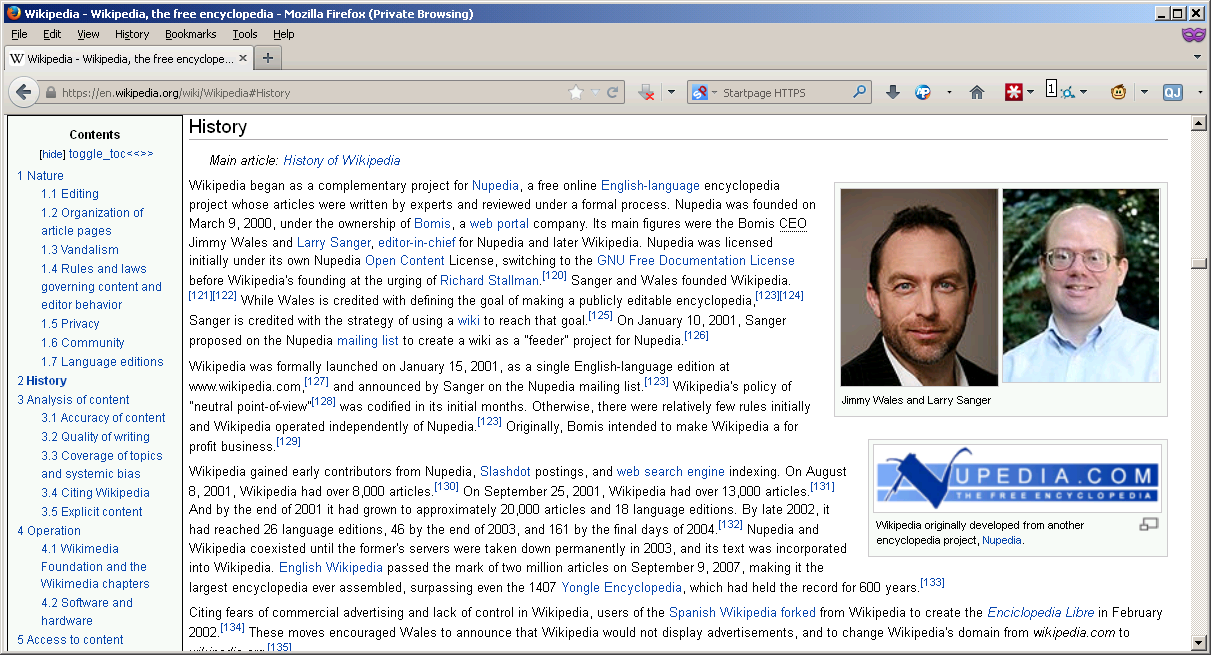 Wikipedia - Wikipedia, the free encyclopedia - Mozilla Firefox (Private Browsing)
File Edit View History Bookmarks Tools Help
W Wikipedia - Wikipedia, the free encyclope...
https://en.wikipedia.org/wiki/Wikipedia#History
Startpage HTTPS
1
QJ
Contents
[hide] toggle_toc<<>>
1 Nature
1.1 Editing
1.2 Organization of
article pages
1.3 Vandalism
1.4 Rules and laws
governing content and
editor behavior
1.5 Privacy
1.6 Community
1.7 Language editions
2 History
3 Analysis of content
3.1 Accuracy of content
3.2 Quality of writing
3.3 Coverage of topics
and systemic bias
3.4 Citing Wikipedia
3.5 Explicit content
4 Operation
4.1 Wikimedia
Foundation and the
Wikimedia chapters
4.2 Software and
hardware
5 Access to content
History
Main article: History of Wikipedia
Wikipedia began as a complementary project for Nupedia, a free online English-language encyclopedia
project whose articles were written by experts and reviewed under a formal process. Nupedia was founded on
March 9, 2000, under the ownership of Bomis, a web portal company. Its main figures were the Bomis CEO
Jimmy Wales and Larry Sanger, editor-in-chief for Nupedia and later Wikipedia. Nupedia was licensed
initially under its own Nupedia Open Content License, switching to the GNU Free Documentation License
before Wikipedia's founding at the urging of Richard Stallman.[120] Sanger and Wales founded Wikipedia.
[121][122] While Wales is credited with defining the goal of making a publicly editable encyclopedia,[123][124]
Sanger is credited with the strategy of using a wiki to reach that goal.[125] On January 10, 2001, Sanger
proposed on the Nupedia mailing list to create a wiki as a "feeder" project for Nupedia.[126]
Wikipedia was formally launched on January 15, 2001, as a single English-language edition at
www.wikipedia.com,[127] and announced by Sanger on the Nupedia mailing list.[123] Wikipedia's policy of
"neutral point-of-view"[128] was codified in its initial months. Otherwise, there were relatively few rules initially
and Wikipedia operated independently of Nupedia.[123] Originally, Bomis intended to make Wikipedia a for
profit business.[129]
Wikipedia gained early contributors from Nupedia, Slashdot postings, and web search engine indexing. On August
8, 2001, Wikipedia had over 8,000 articles.[130] On September 25, 2001, Wikipedia had over 13,000 articles.[131]
And by the end of 2001 it had grown to approximately 20,000 articles and 18 language editions. By late 2002, it
had reached 26 language editions, 46 by the end of 2003, and 161 by the final days of 2004.[132] Nupedia and
Wikipedia coexisted until the former's servers were taken down permanently in 2003, and its text was incorporated
into Wikipedia. English Wikipedia passed the mark of two million articles on September 9, 2007, making it the
largest encyclopedia ever assembled, surpassing even the 1407 Yongle Encyclopedia, which had held the record for 600 years.[133]
Citing fears of commercial advertising and lack of control in Wikipedia, users of the Spanish Wikipedia forked from Wikipedia to create the Enciclopedia Libre in February
2002.[134] These moves encouraged Wales to announce that Wikipedia would not display advertisements, and to change Wikipedia's domain from wikipedia.com to
wikipedia.org.[135]
Jimmy Wales and Larry Sanger
NUPEDIA.COM
THE FREE ENCYCLOPEDIA
Wikipedia originally developed from another
encyclopedia project, Nupedia.